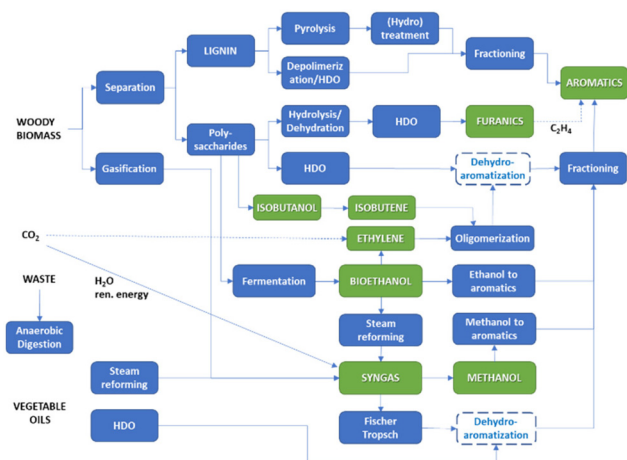 Pyrolysis
(Hydro)
treatment
LIGNIN
Fractioning
Depolimeriz
ation/HDO
AROMATICS
Separation
WOODY
BIOMASS
Hydrolysis/
Dehydration
HDO
FURANICS
C₂H₄
Poly-
saccharides
Gasification
HDO
Dehydro-
aromatization
Fractioning
ISOBUTANOL
ISOBUTENE
CO₂
ETHYLENE
Oligomerization
WASTE
H₂O
ren. energy
Fermentation
BIOETHANOL
Ethanol to
aromatics
Anaerobic
Digestion
Steam
reforming
Methanol to
aromatics
Steam
reforming
SYNGAS
METHANOL
VEGETABLE
OILS
HDO
Fischer
Tropsch
Dehydro-
aromatization